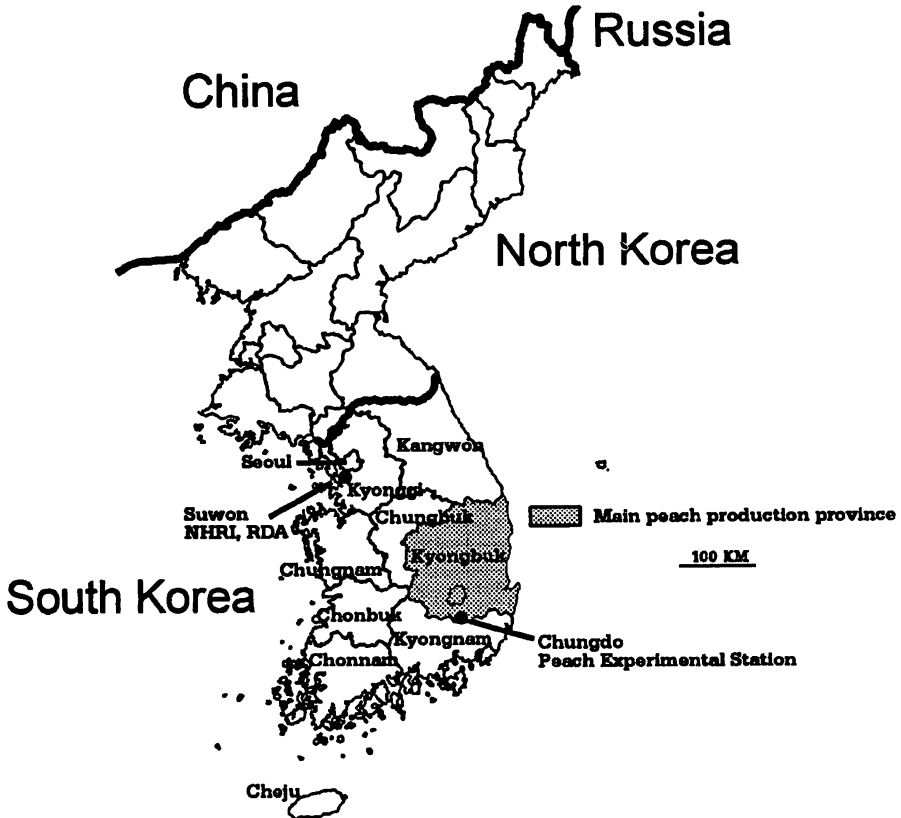 Russia
China
North Korea
Kangwon
Seoul
Kyonggi
Suwon
NHRI, RDA
Chungbuk
Main peach production province
Kyongbuk
100 KM
Chungnam
South Korea
Chonbuk
Kyongnam
Chungdo
Peach Experimental Station
Chonnam
Cheju